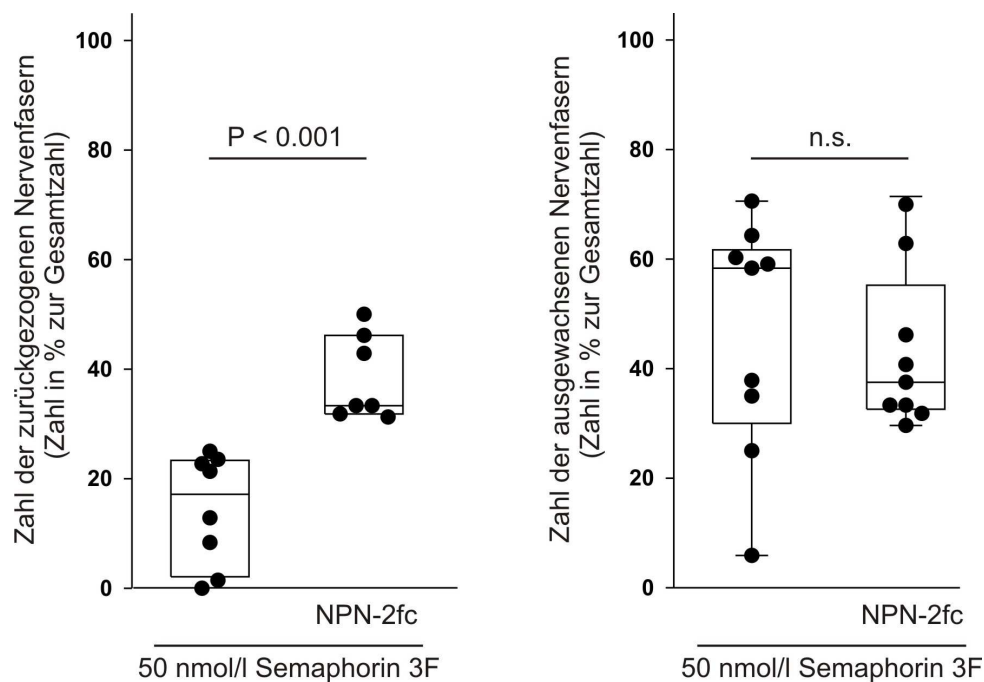 Zahl der zurückgezogenen Nervenfasern
(Zahl in % zur Gesamtzahl)
100
80
60
40
20
0
P < 0.001
NPN-2fc
50 nmol/l Semaphorin 3F
Zahl der ausgewachsenen Nervenfasern
(Zahl in % zur Gesamtzahl)
100
80
60
40
20
0
n.s.
NPN-2fc
50 nmol/l Semaphorin 3F